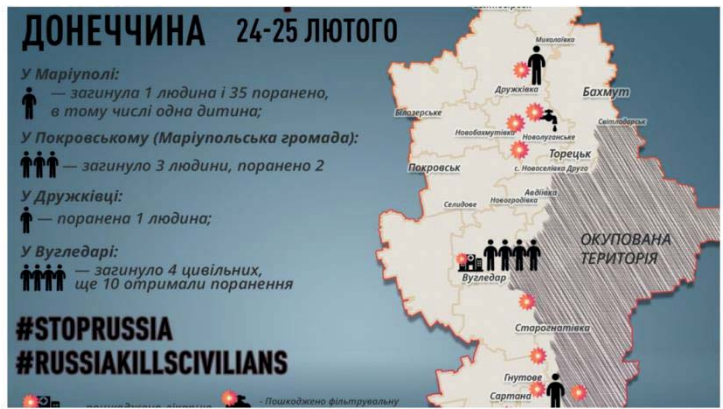 ДОНЕЧЧИНА 24-25 ЛЮТОГО
У Маріуполі:
— загинула 1 людина і 35 поранено,
в тому числі одна дитина;
У Покровському (Маріупольська громада):
— загинуло 3 людини, поранено 2
У Дружківці:
— поранена 1 людина;
У Вугледарі:
— загинуло 4 цивільних,
ще 10 отримали поранення
#STOPRUSSIA
#RUSSIAKILLSCIVILIANS
- Пошкоджено фільтрувальну
Миколаївка
Дружківка
Бахмут
Білозерське
Світлодарськ
Новобахмутівка
Новолуганське
Торецьк
Покровськ
с. Новоселівка Друга
Авдіївка
Селидове
Новогродівка
ОКУПОВАНА
ТЕРИТОРІЯ
Вугледар
Старогнатівка
Гнутове
Сартана